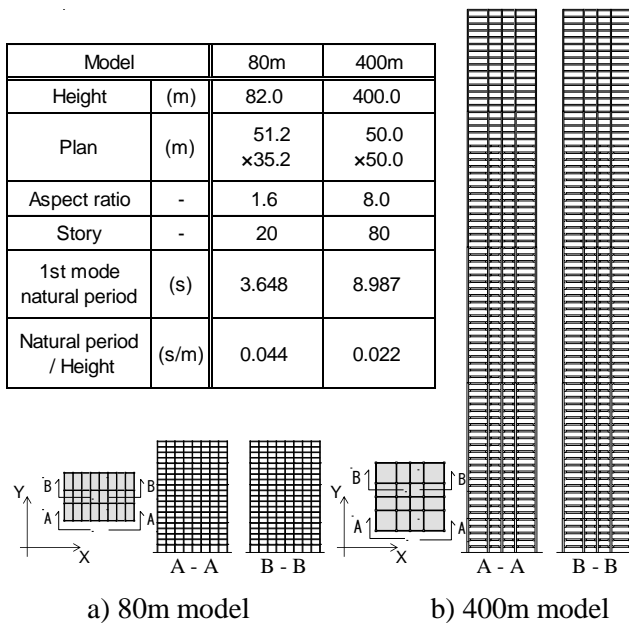 Model 80m 400m
Height (m) 82.0 400.0
Plan (m) 51.2 50.0
×35.2 ×50.0
Aspect ratio - 1.6 8.0
Story - 20 80
1st mode
natural period (s) 3.648 8.987
Natural period
/ Height (s/m) 0.044 0.022
Y B B A A X
A - A B - B
Y B B A A X
A - A B - B
a) 80m model b) 400m model